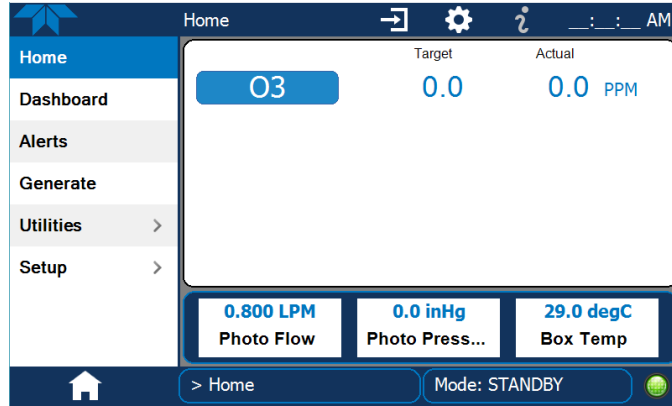 Home
__:__:__ AM
Home
Dashboard
Alerts
Generate
Utilities
Setup
Target Actual
O3 0.0 0.0 PPM
0.800 LPM
Photo Flow
0.0 inHg
Photo Press...
29.0 degC
Box Temp
> Home
Mode: STANDBY